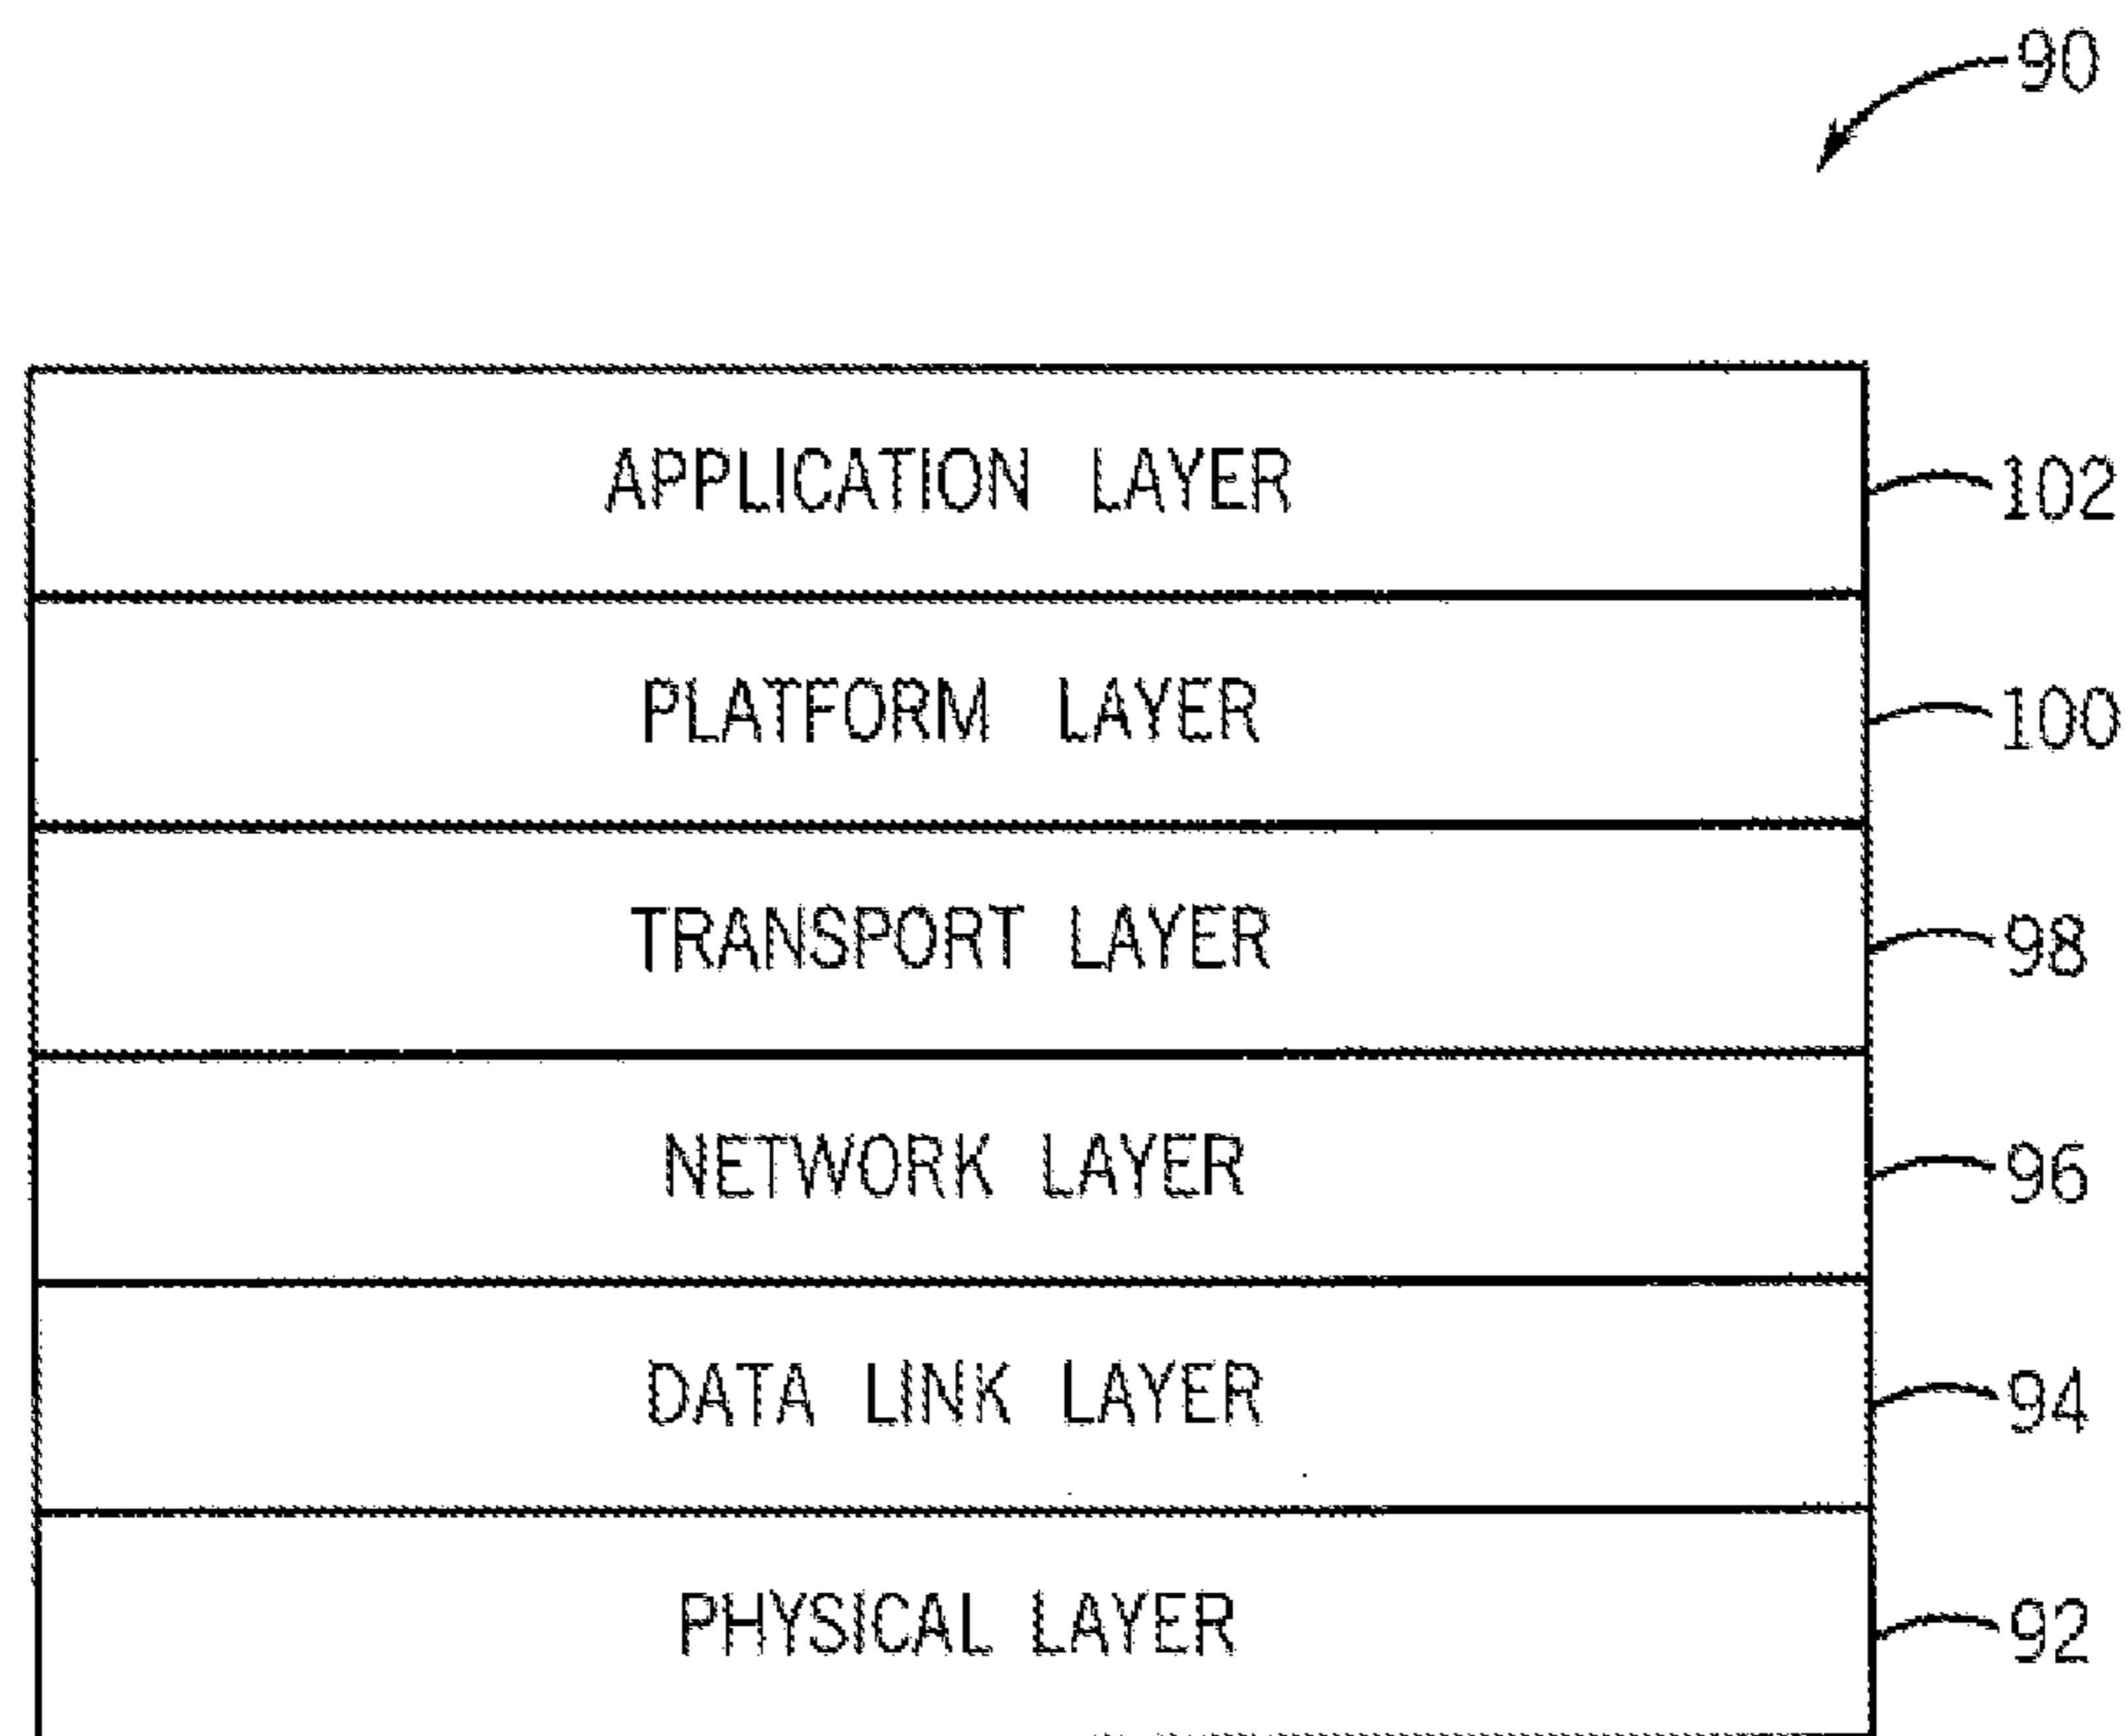 90
APPLICATION LAYER 102
PLATFORM LAYER 100
TRANSPORT LAYER 98
NETWORK LAYER 96
DATA LINK LAYER 94
PHYSICAL LAYER 92